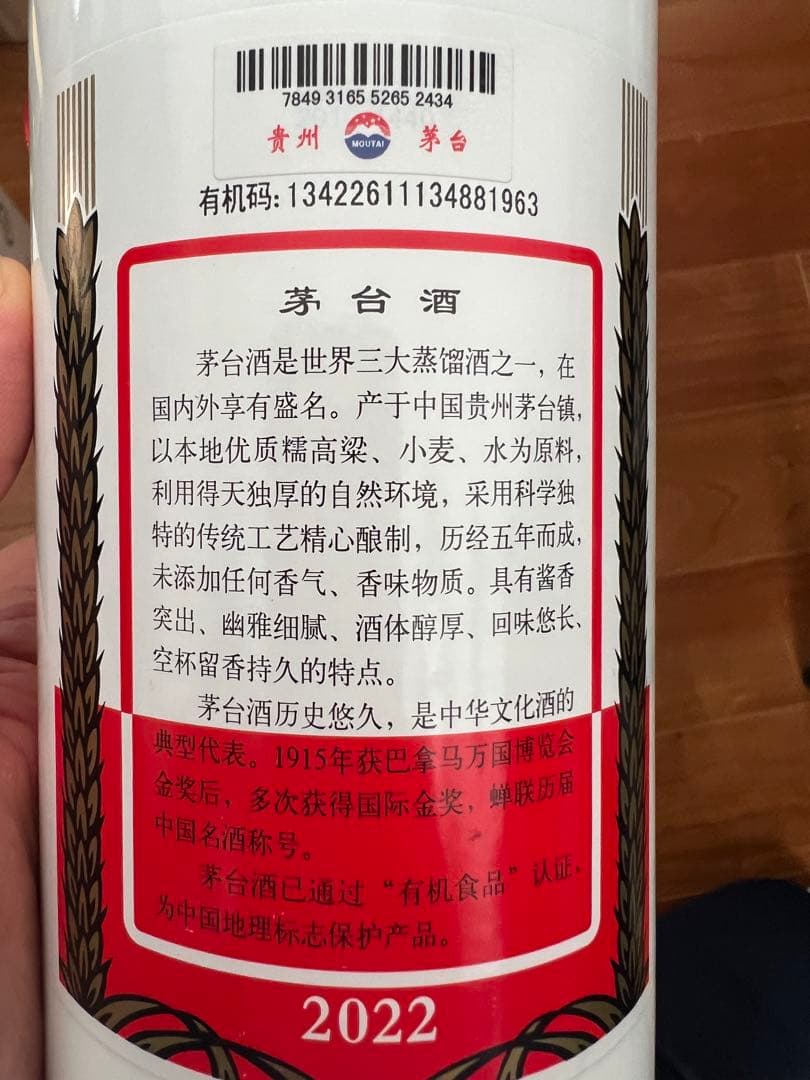 7849 3165 5265 2434
贵州 MOUTAI 茅台
有机码:13422611134881963
茅台酒
茅台酒是世界三大蒸馏酒之一，在
国内外享有盛名。产于中国贵州茅台镇，
以本地优质糯高粱、小麦、水为原料，
利用得天独厚的自然环境，采用科学独
特的传统工艺精心酿制，历经五年而成，
未添加任何香气、香味物质。具有酱香
突出、幽雅细腻、酒体醇厚、回味悠长、
空杯留香持久的特点。
茅台酒历史悠久，是中华文化酒的
典型代表。1915年获巴拿马万国博览会
金奖后，多次获得国际金奖，蝉联历届
中国名酒称号。
茅台酒已通过“有机食品”认证，
为中国地理标志保护产品。
2022